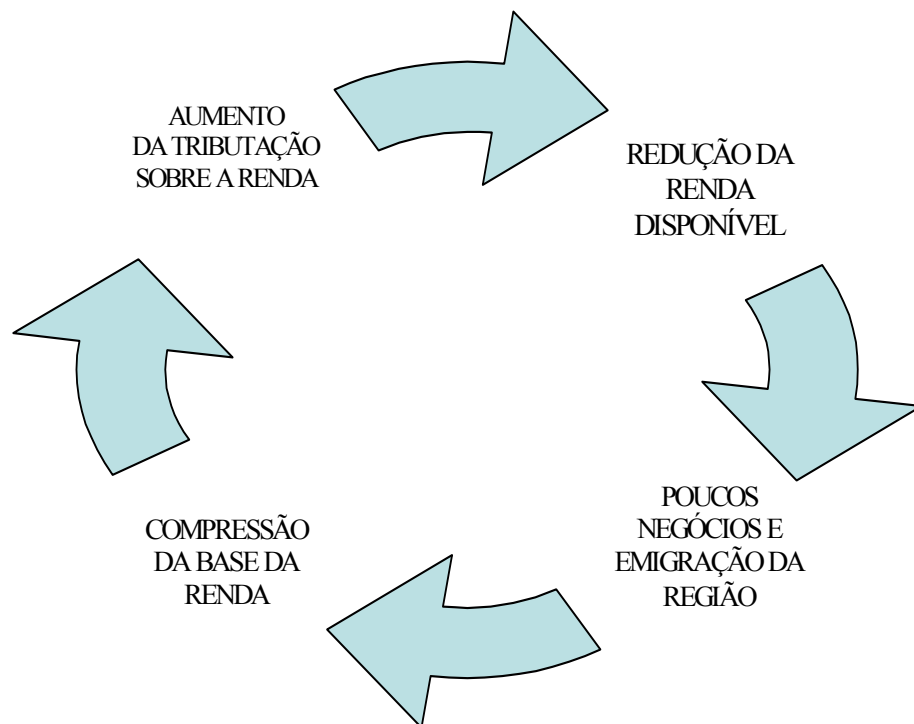 AUMENTO
DA TRIBUTAÇÃO
SOBRE A RENDA
REDUÇÃO DA
RENDA
DISPONÍVEL
POUCOS
NEGÓCIOS E
EMIGRAÇÃO DA
REGIÃO
COMPRESSÃO
DA BASE DA
RENDA